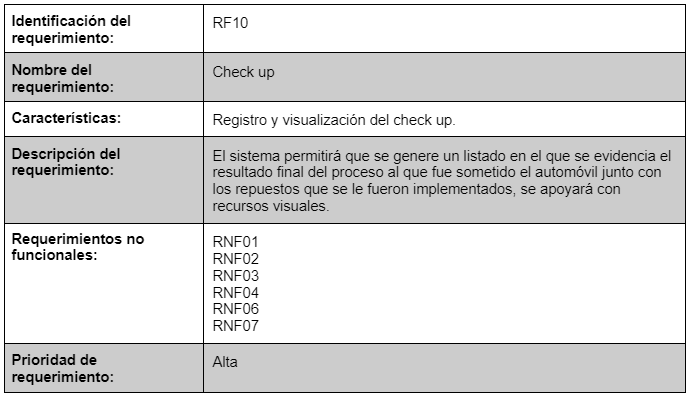 Identificación del
requerimiento:
RF10
Nombre del
requerimiento:
Check up
Características:
Registro y visualización del check up.
Descripción del
requerimiento:
El sistema permitirá que se genere un listado en el que se evidencia el
resultado final del proceso al que fue sometido el automóvil junto con
los repuestos que se le fueron implementados, se apoyará con
recursos visuales.
Requerimientos no
funcionales:
RNF01
RNF02
RNF03
RNF04
RNF06
RNF07
Prioridad de
requerimiento:
Alta